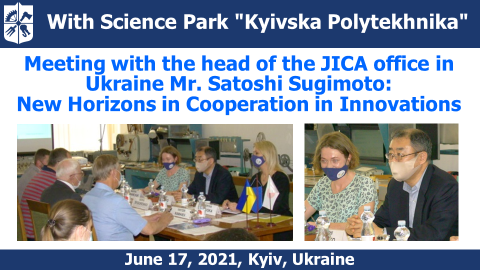 With Science Park "Kyivska Polytekhnika"
Meeting with the head of the JICA office in
Ukraine Mr. Satoshi Sugimoto:
New Horizons in Cooperation in Innovations
June 17, 2021, Kyiv, Ukraine